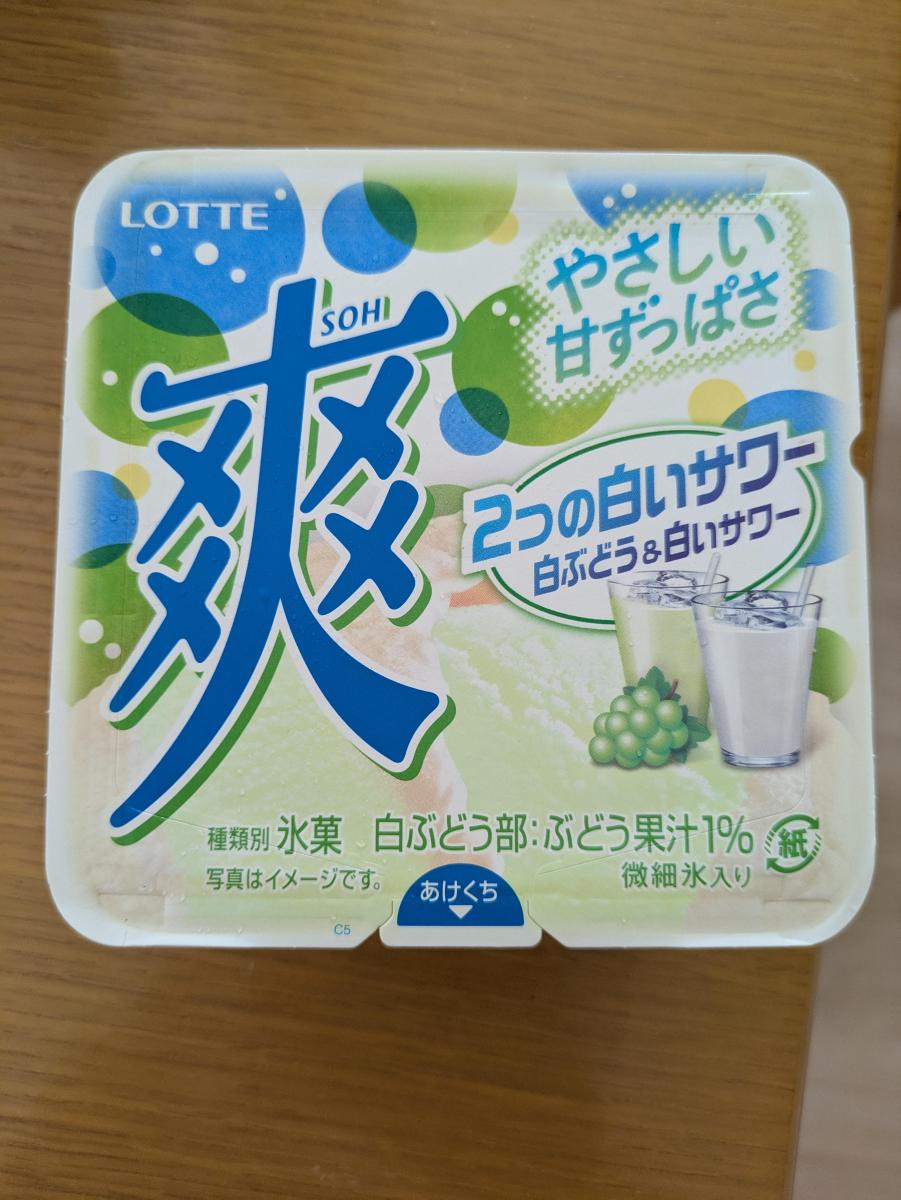 LOTTE
爽
SOH
やさしい
甘ずっぱさ
2つの白いサワー
白ぶどう&白いサワー
種類別 氷菓 白ぶどう部:ぶどう果汁1%
紙
写真はイメージです。
微細氷入り
あけくち
C5